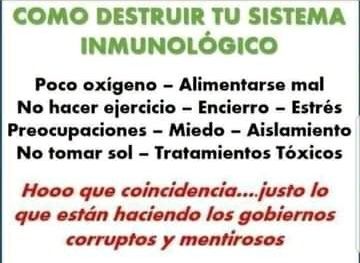 COMO DESTRUIR TU SISTEMA
INMUNOLÓGICO
Poco oxígeno – Alimentarse mal
No hacer ejercicio – Encierro – Estrés
Preocupaciones – Miedo – Aislamiento
No tomar sol – Tratamientos Tóxicos
Hooo que coincidencia....justo lo
que están haciendo los gobiernos
corruptos y mentirosos